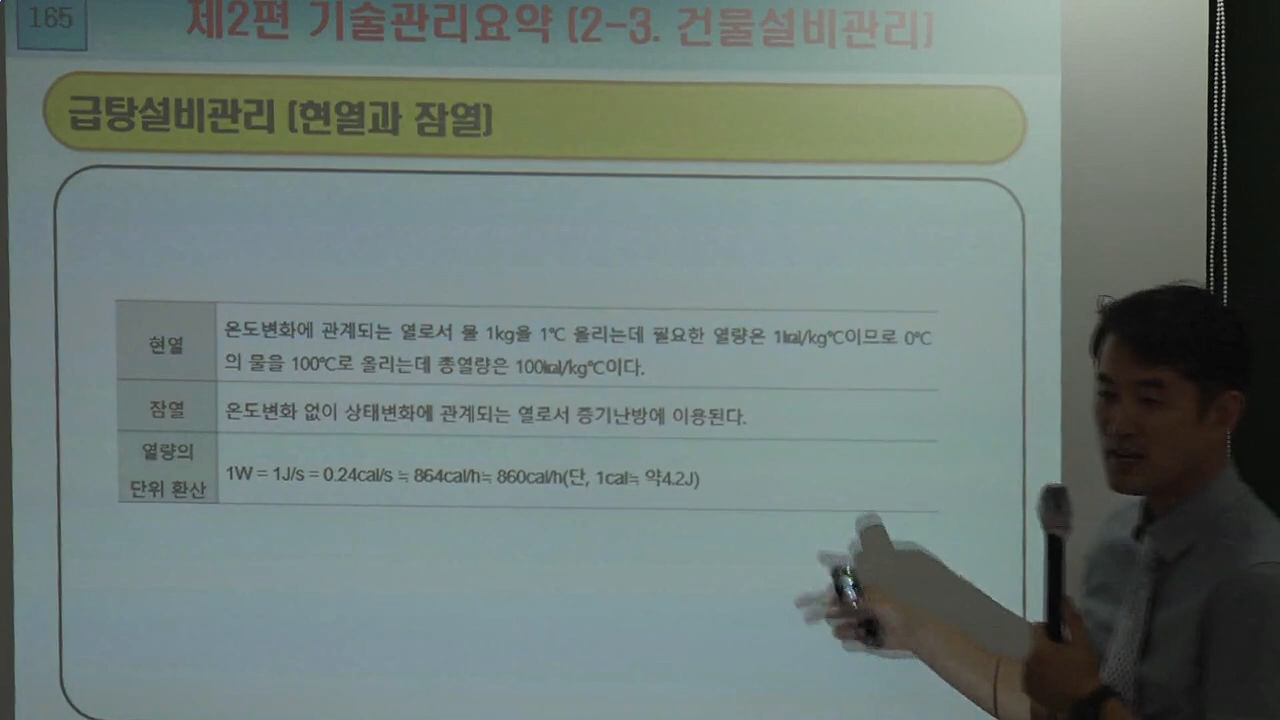 165
제2편 기술관리요약 (2-3. 건물설비관리)
급탕설비관리 (현열과 잠열)
현열
온도변화에 관계되는 열로서 물 1kg을 1℃ 올리는데 필요한 열량은 1㎉/kg℃이므로 0℃
의 물을 100℃로 올리는데 총열량은 100㎉/kg℃이다.
잠열
온도변화 없이 상태변화에 관계되는 열로서 증기난방에 이용된다.
열량의
단위 환산
1W = 1J/s = 0.24cal/s ≒ 864cal/h≒ 860cal/h(단, 1cal≒ 약4.2J)